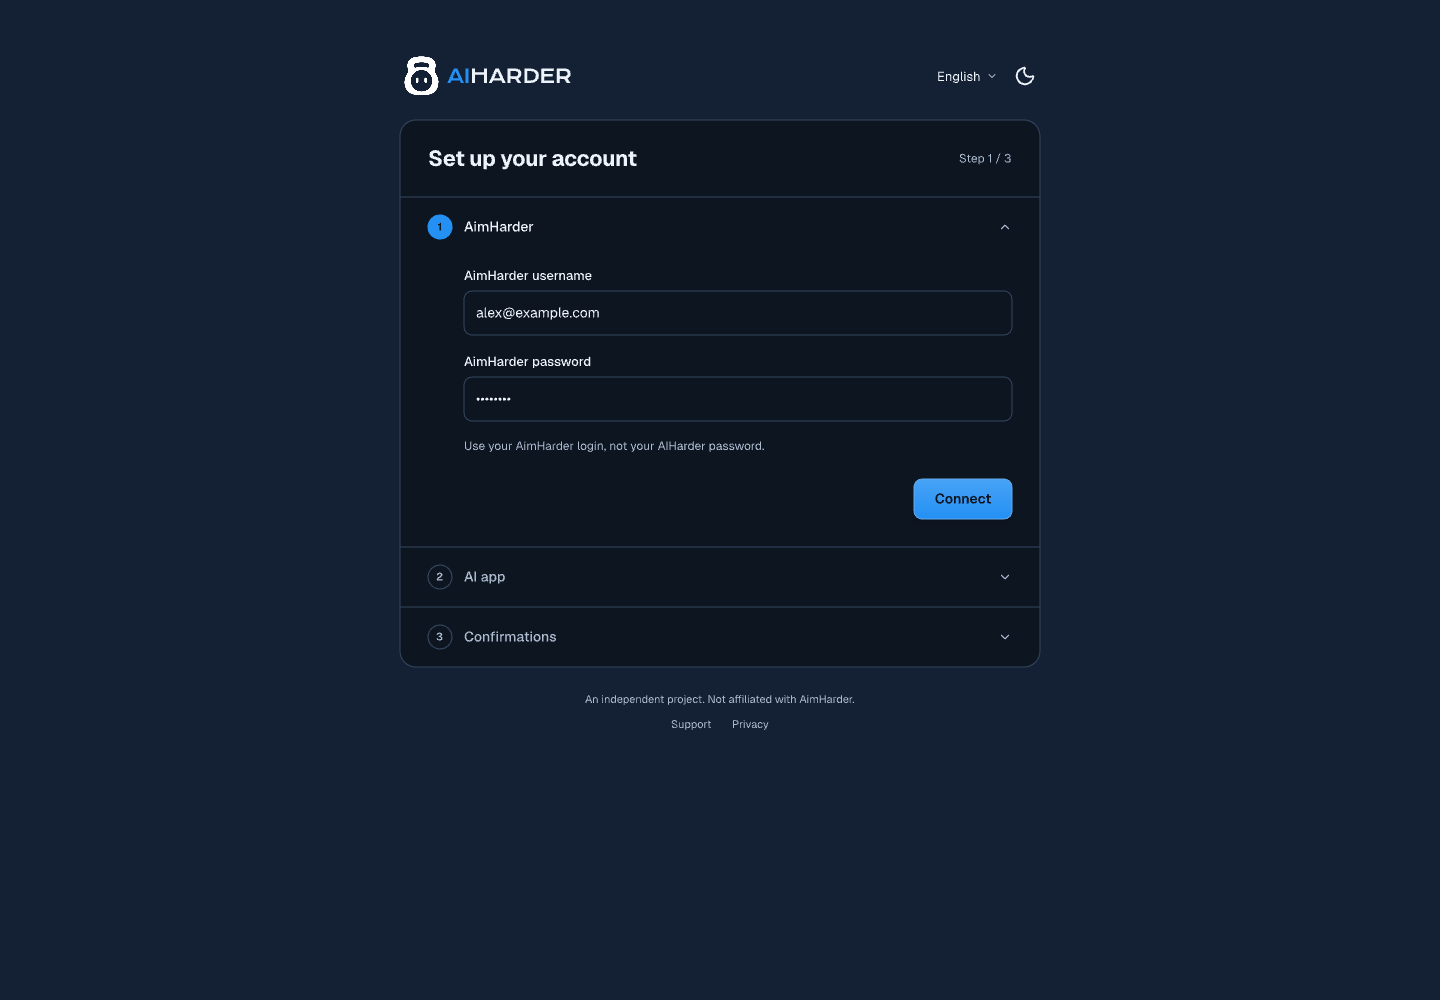 AIHARDER
English
Set up your account
Step 1 / 3
1
AimHarder
AimHarder username
alex@example.com
AimHarder password
••••••••
Use your AimHarder login, not your AIHarder password.
Connect
2
AI app
3
Confirmations
An independent project. Not affiliated with AimHarder.
Support Privacy